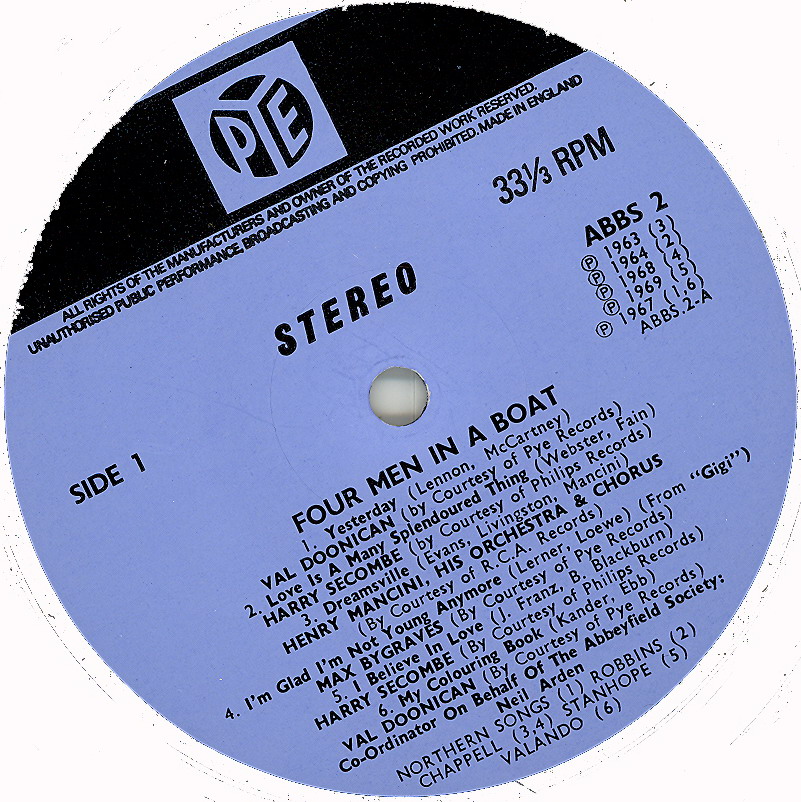 PYE
ALL RIGHTS OF THE MANUFACTURERS AND OWNER OF THE RECORDED WORK RESERVED.
UNAUTHORISED PUBLIC PERFORMANCE BROADCASTING AND COPYING PROHIBITED. MADE IN ENGLAND
33⅓ RPM
STEREO
ABBS 2
Ⓟ 1963 (3)
Ⓟ 1964 (2)
Ⓟ 1968 (4)
Ⓟ 1969 (5)
Ⓟ 1967 (1,6)
ABBS.2-A
SIDE 1
FOUR MEN IN A BOAT
1. Yesterday (Lennon, McCartney)
VAL DOONICAN (by Courtesy of Pye Records)
2. Love Is A Many Splendoured Thing (Webster, Fain)
HARRY SECOMBE (by Courtesy of Philips Records)
3. Dreamsville (Evans, Livingston, Mancini)
HENRY MANCINI, HIS ORCHESTRA & CHORUS
(By Courtesy of R.C.A. Records)
4. I'm Glad I'm Not Young Anymore (Lerner, Loewe) (From "Gigi")
MAX BYGRAVES (By Courtesy of Pye Records)
5. I Believe In Love (J. Franz, B. Blackburn)
HARRY SECOMBE (By Courtesy of Philips Records)
6. My Colouring Book (Kander, Ebb)
VAL DOONICAN (By Courtesy of Pye Records)
Co-Ordinator On Behalf Of The Abbeyfield Society:
Neil Arden
NORTHERN SONGS (1) ROBBINS (2)
CHAPPELL (3,4) STANHOPE (5)
VALANDO (6)